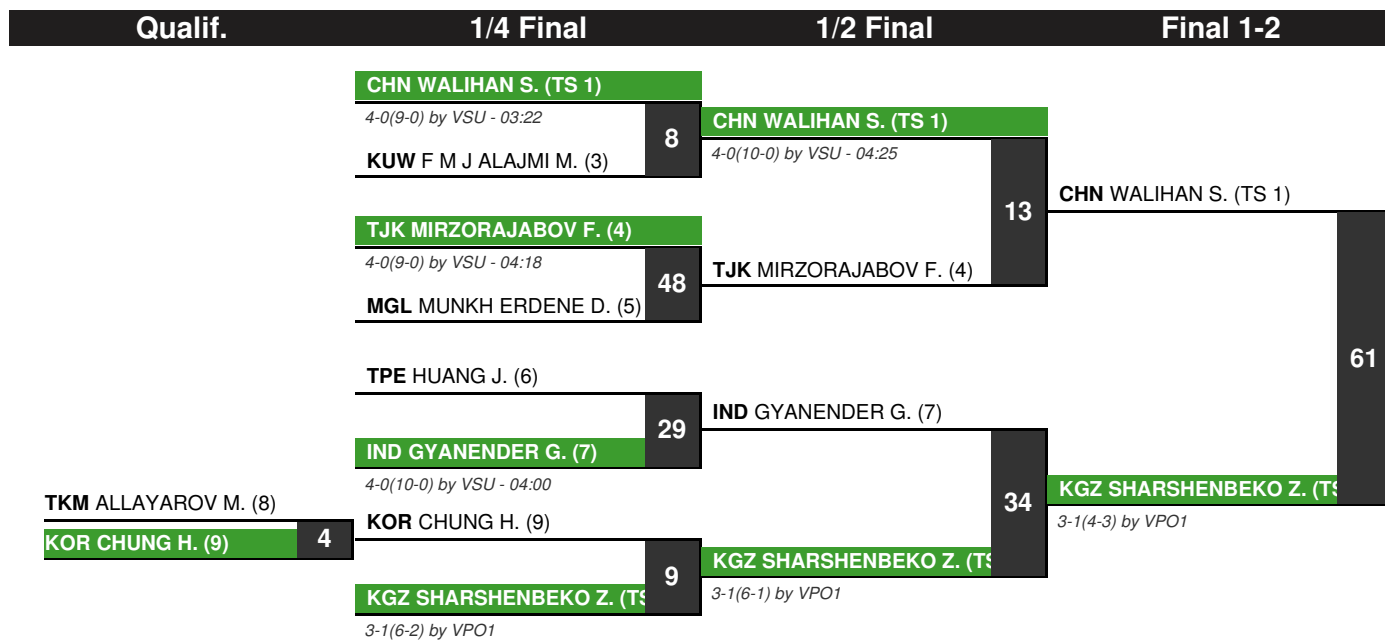 Qualif.
1/4 Final
1/2 Final
Final 1-2
CHN WALIHAN S. (TS 1)
4-0(9-0) by VSU - 03:22
8
KUW F M J ALAJMI M. (3)
TJK MIRZORAJABOV F. (4)
4-0(9-0) by VSU - 04:18
48
MGL MUNKH ERDENE D. (5)
TPE HUANG J. (6)
29
IND GYANENDER G. (7)
4-0(10-0) by VSU - 04:00
TKM ALLAYAROV M. (8)
KOR CHUNG H. (9)
4
KOR CHUNG H. (9)
9
KGZ SHARSHENBEKO Z. (TS
3-1(6-2) by VPO1
CHN WALIHAN S. (TS 1)
4-0(10-0) by VSU - 04:25
13
TJK MIRZORAJABOV F. (4)
IND GYANENDER G. (7)
34
KGZ SHARSHENBEKO Z. (TS
3-1(6-1) by VPO1
CHN WALIHAN S. (TS 1)
61
KGZ SHARSHENBEKO Z. (TS
3-1(4-3) by VPO1